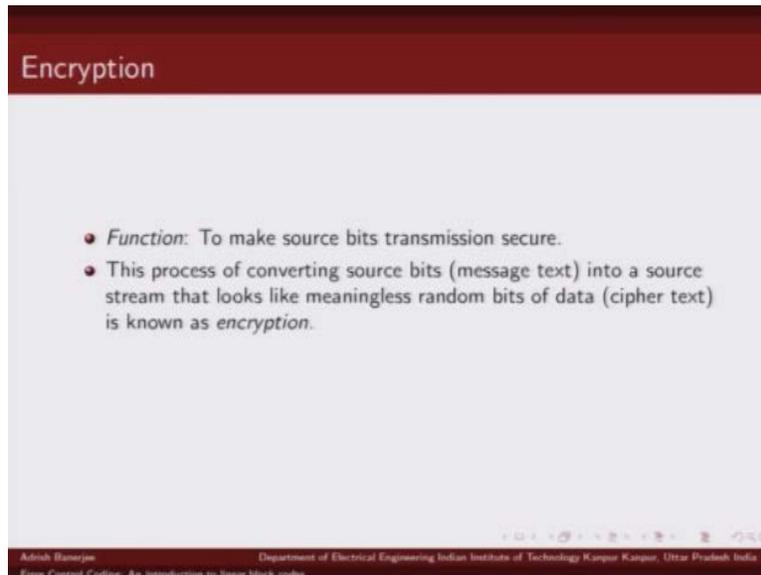 Encryption
Function: To make source bits transmission secure.
This process of converting source bits (message text) into a source
stream that looks like meaningless random bits of data (cipher text)
is known as encryption.
Adrish Banerjee Department of Electrical Engineering Indian Institute of Technology Kanpur Kanpur, Uttar Pradesh India
Error Control Coding: An introduction to linear block codes